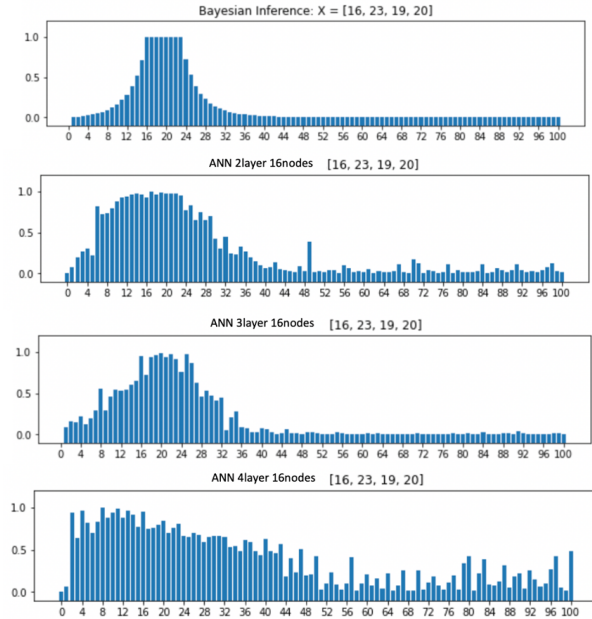 Bayesian Inference: X = [16, 23, 19, 20]
1.0
0.5
0.0
0 4 8 12 16 20 24 28 32 36 40 44 48 52 56 60 64 68 72 76 80 84 88 92 96 100
ANN 2layer 16nodes [16, 23, 19, 20]
1.0
0.5
0.0
0 4 8 12 16 20 24 28 32 36 40 44 48 52 56 60 64 68 72 76 80 84 88 92 96 100
ANN 3layer 16nodes [16, 23, 19, 20]
1.0
0.5
0.0
0 4 8 12 16 20 24 28 32 36 40 44 48 52 56 60 64 68 72 76 80 84 88 92 96 100
ANN 4layer 16nodes [16, 23, 19, 20]
1.0
0.5
0.0
0 4 8 12 16 20 24 28 32 36 40 44 48 52 56 60 64 68 72 76 80 84 88 92 96 100